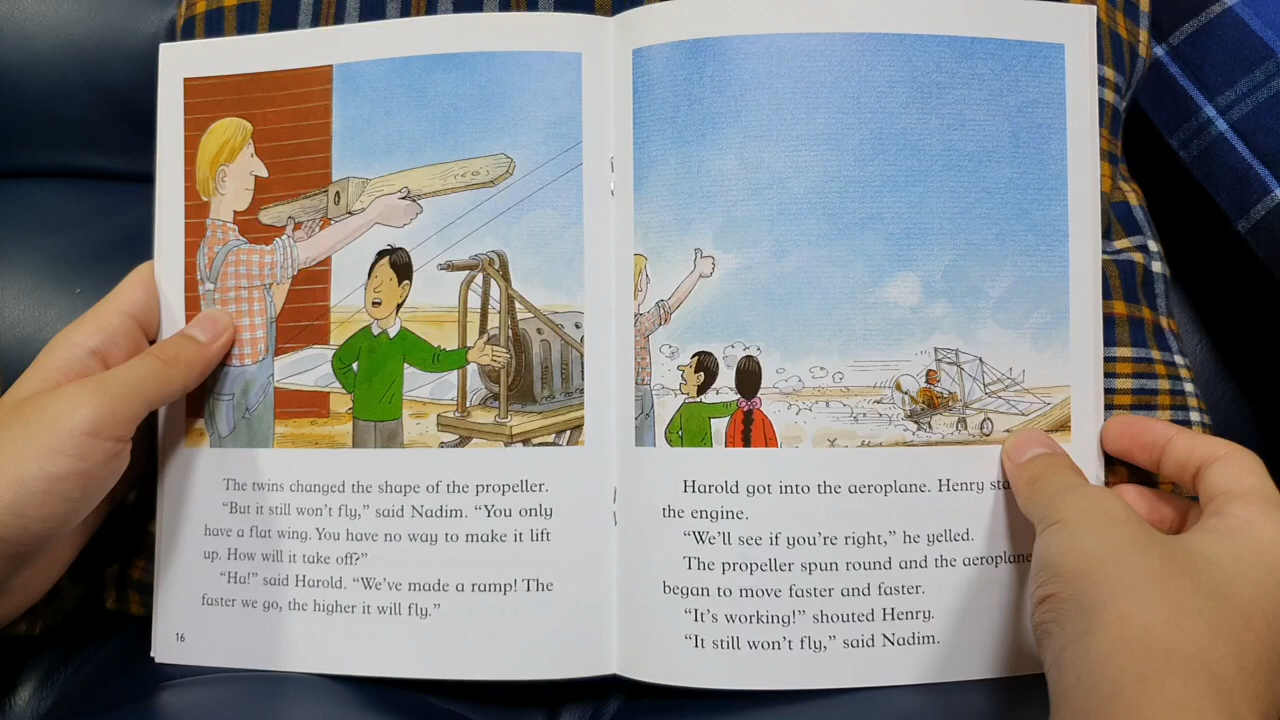 The twins changed the shape of the propeller.
“But it still won’t fly,” said Nadim. “You only
have a flat wing. You have no way to make it lift
up. How will it take off?”
“Ha!” said Harold. “We’ve made a ramp! The
faster we go, the higher it will fly.”
16
Harold got into the aeroplane. Henry
the engine.
“We’ll see if you’re right,” he yelled.
The propeller spun round and the aeroplane
began to move faster and faster.
“It’s working!” shouted Henry.
“It still won’t fly,” said Nadim.